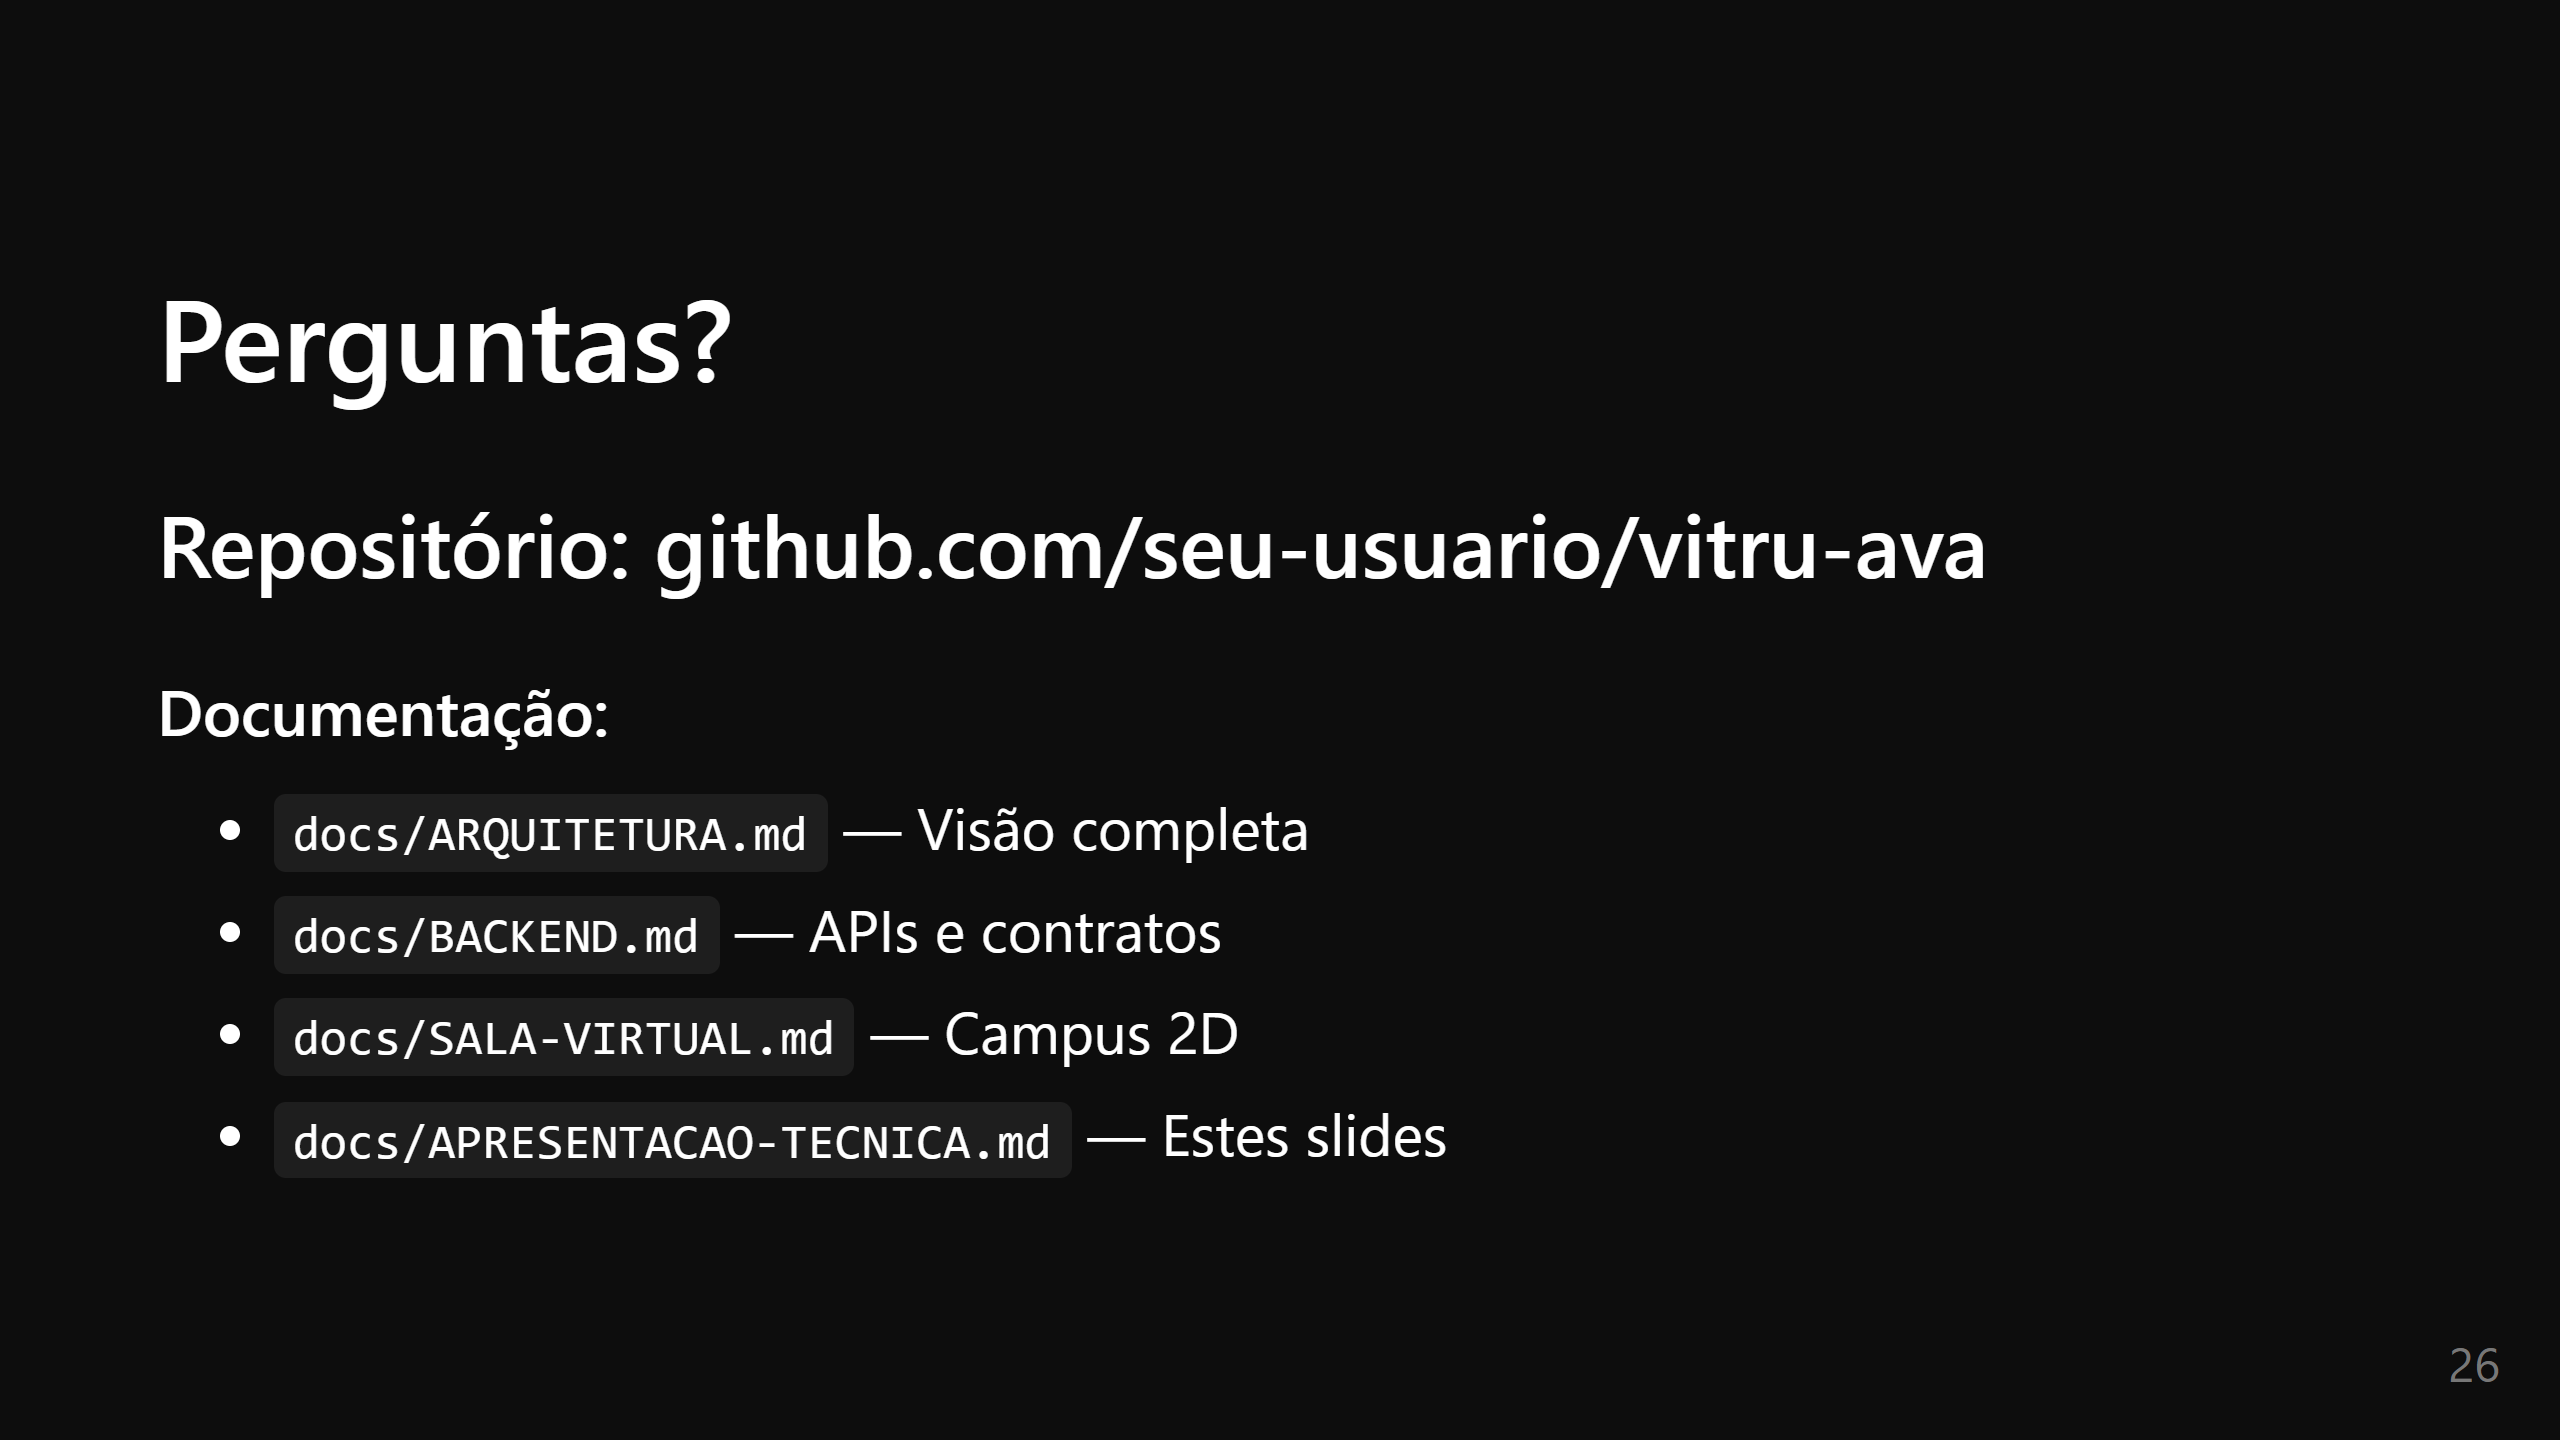 Perguntas?
Repositório: github.com/seu-usuario/vitru-ava
Documentação:
• docs/ARQUITETURA.md — Visão completa
• docs/BACKEND.md — APIs e contratos
• docs/SALA-VIRTUAL.md — Campus 2D
• docs/APRESENTACAO-TECNICA.md — Estes slides
26